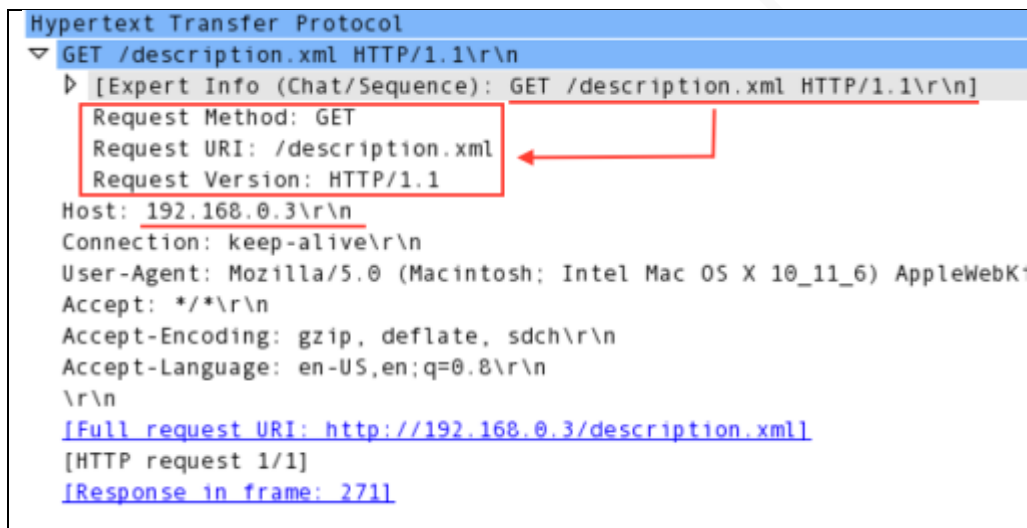 Hypertext Transfer Protocol
GET /description.xml HTTP/1.1\r\n
[Expert Info (Chat/Sequence): GET /description.xml HTTP/1.1\r\n]
Request Method: GET
Request URI: /description.xml
Request Version: HTTP/1.1
Host: 192.168.0.3\r\n
Connection: keep-alive\r\n
User-Agent: Mozilla/5.0 (Macintosh; Intel Mac OS X 10_11_6) AppleWebKi
Accept: */*\r\n
Accept-Encoding: gzip, deflate, sdch\r\n
Accept-Language: en-US,en;q=0.8\r\n
\r\n
[Full request URI: http://192.168.0.3/description.xml]
[HTTP request 1/1]
[Response in frame: 271]